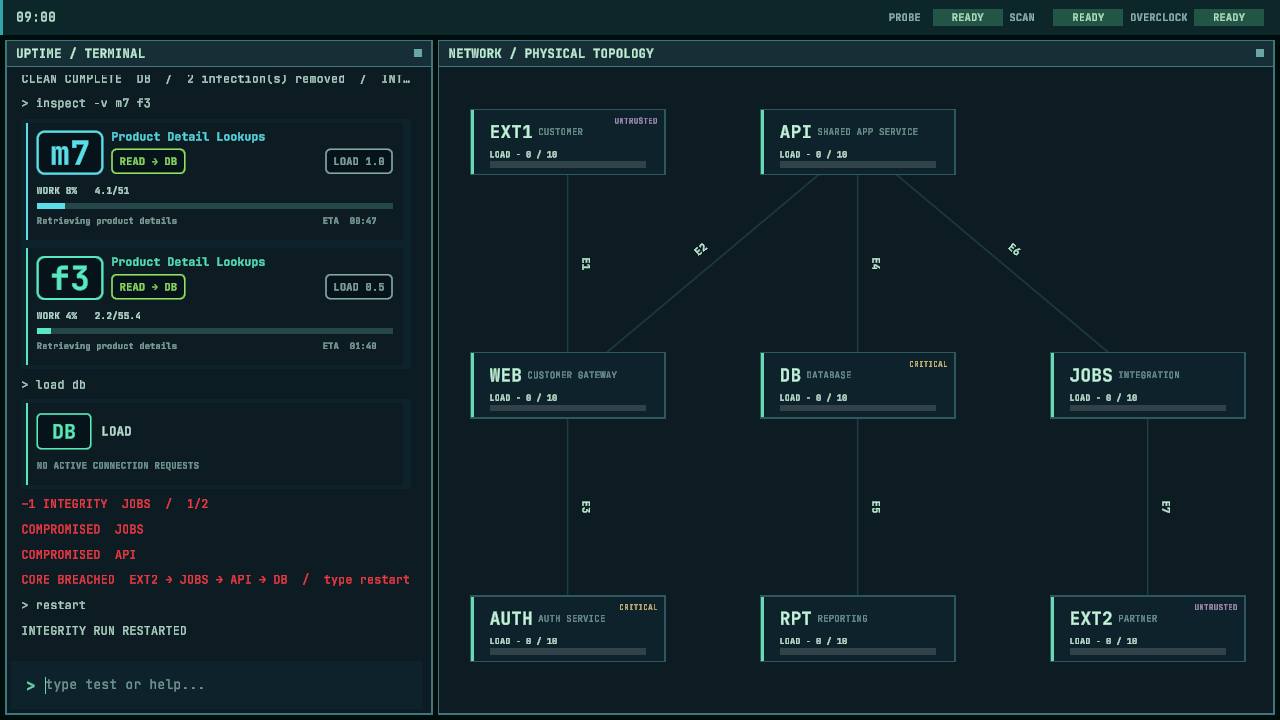 09:00
PROBE READY SCAN READY OVERCLOCK READY
UPTIME / TERMINAL
CLEAN COMPLETE DB / 2 infection(s) removed / INT…
> inspect -v m7 f3
m7
Product Detail Lookups
READ → DB
LOAD 1.0
WORK 8% 4.1/51
Retrieving product details ETA 00:47
f3
Product Detail Lookups
READ → DB
LOAD 0.5
WORK 4% 2.2/55.4
Retrieving product details ETA 01:40
> load db
DB LOAD
NO ACTIVE CONNECTION REQUESTS
−1 INTEGRITY JOBS / 1/2
COMPROMISED JOBS
COMPROMISED API
CORE BREACHED EXT2 → JOBS → API → DB / type restart
> restart
INTEGRITY RUN RESTARTED
> type test or help...
NETWORK / PHYSICAL TOPOLOGY
UNTRUSTED
EXT1 CUSTOMER
LOAD - 0 / 10
API SHARED APP SERVICE
LOAD - 0 / 10
E1
E2
E4
E6
WEB CUSTOMER GATEWAY
LOAD - 0 / 10
CRITICAL
DB DATABASE
LOAD - 0 / 10
JOBS INTEGRATION
LOAD - 0 / 10
E3
E5
E7
CRITICAL
AUTH AUTH SERVICE
LOAD - 0 / 10
RPT REPORTING
LOAD - 0 / 10
UNTRUSTED
EXT2 PARTNER
LOAD - 0 / 10